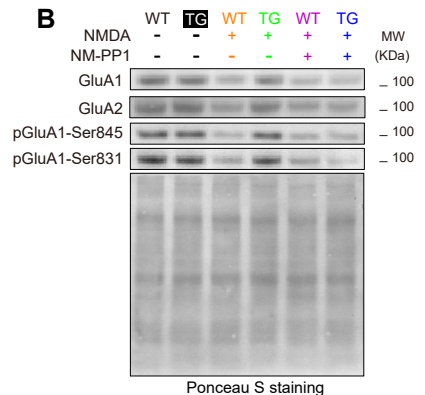 B WT TG WT TG WT TG
NMDA - - + + + + MW
NM-PP1 - - - - + + (KDa)
GluA1 _ 100
GluA2 _ 100
pGluA1-Ser845 _ 100
pGluA1-Ser831 _ 100
Ponceau S staining